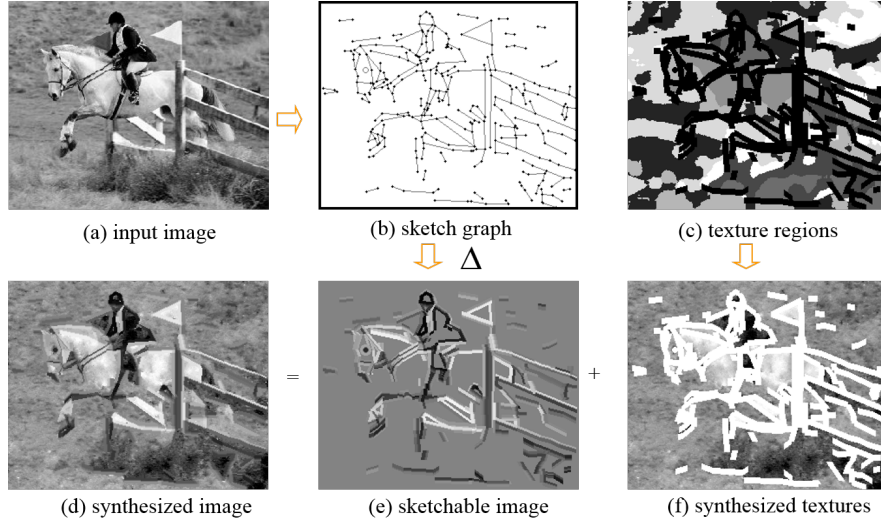 (a) input image
(b) sketch graph
(c) texture regions
Δ
=
+
(d) synthesized image
(e) sketchable image
(f) synthesized textures